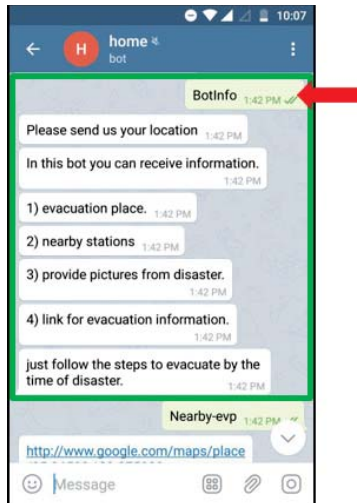 10:07
H
home
bot
BotInfo 1:42 PM
Please send us your location 1:42 PM
In this bot you can receive information.
1:42 PM
1) evacuation place. 1:42 PM
2) nearby stations 1:42 PM
3) provide pictures from disaster.
1:42 PM
4) link for evacuation information.
1:42 PM
just follow the steps to evacuate by the
time of disaster. 1:42 PM
Nearby-evp 1:42 PM
http://www.google.com/maps/place
Message